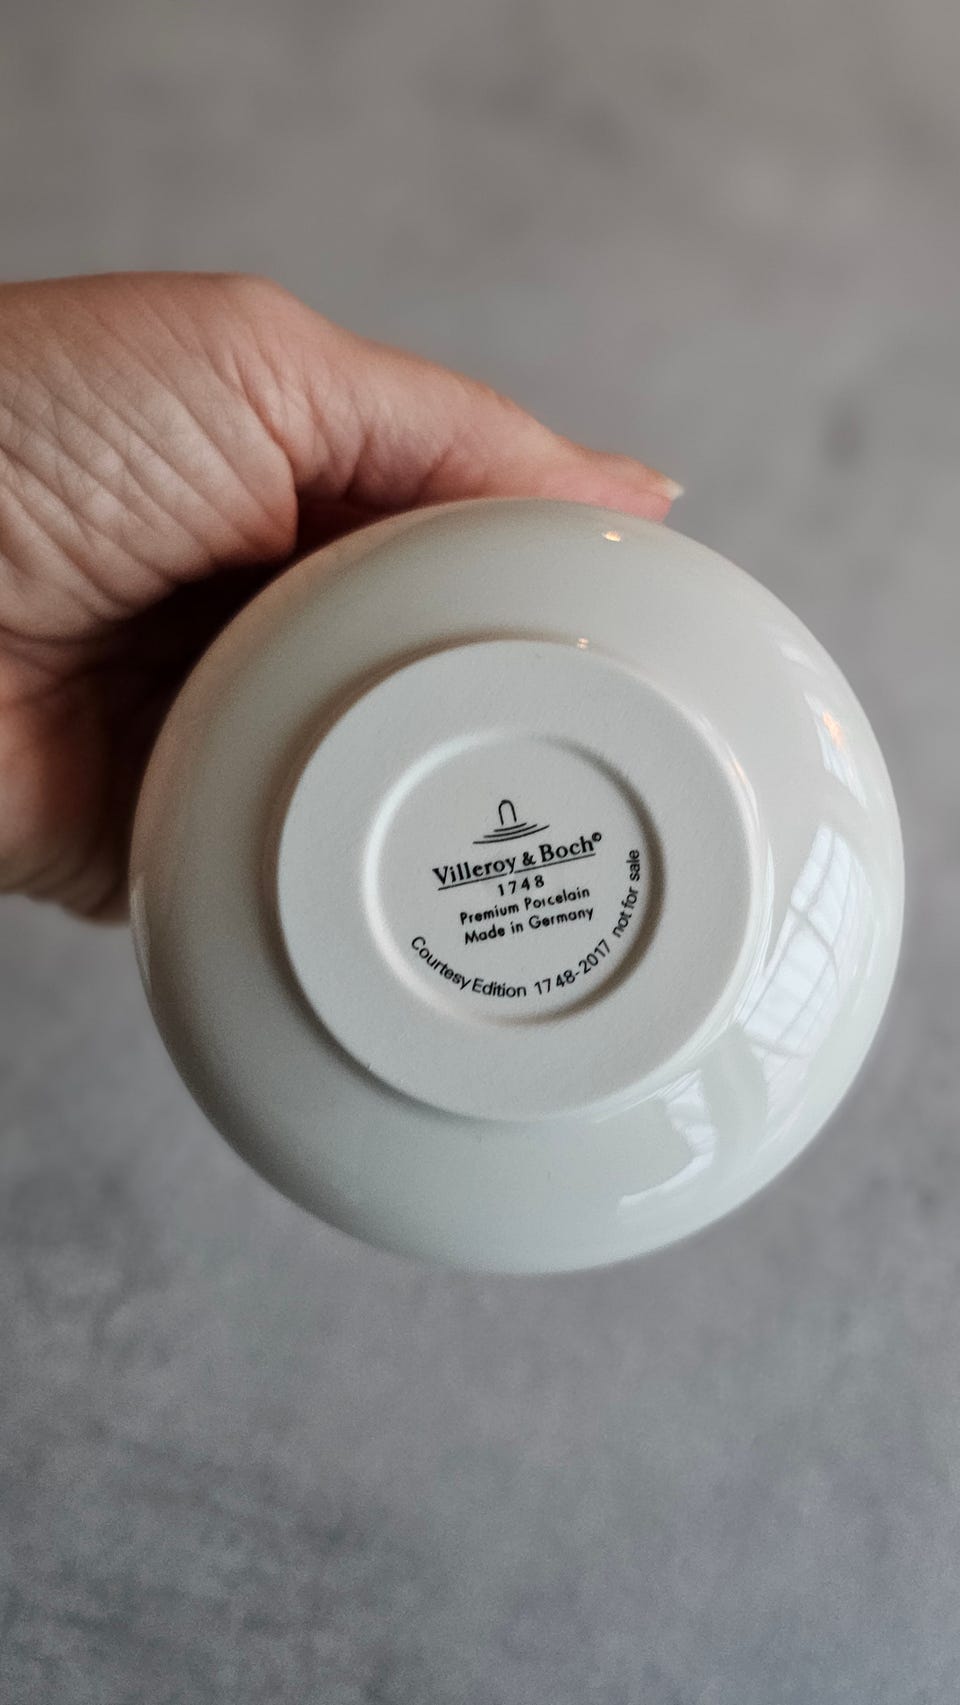 Villeroy & Boch©
1748
Premium Porcelain
Made in Germany
Courtesy Edition 1748-2017 not for sale